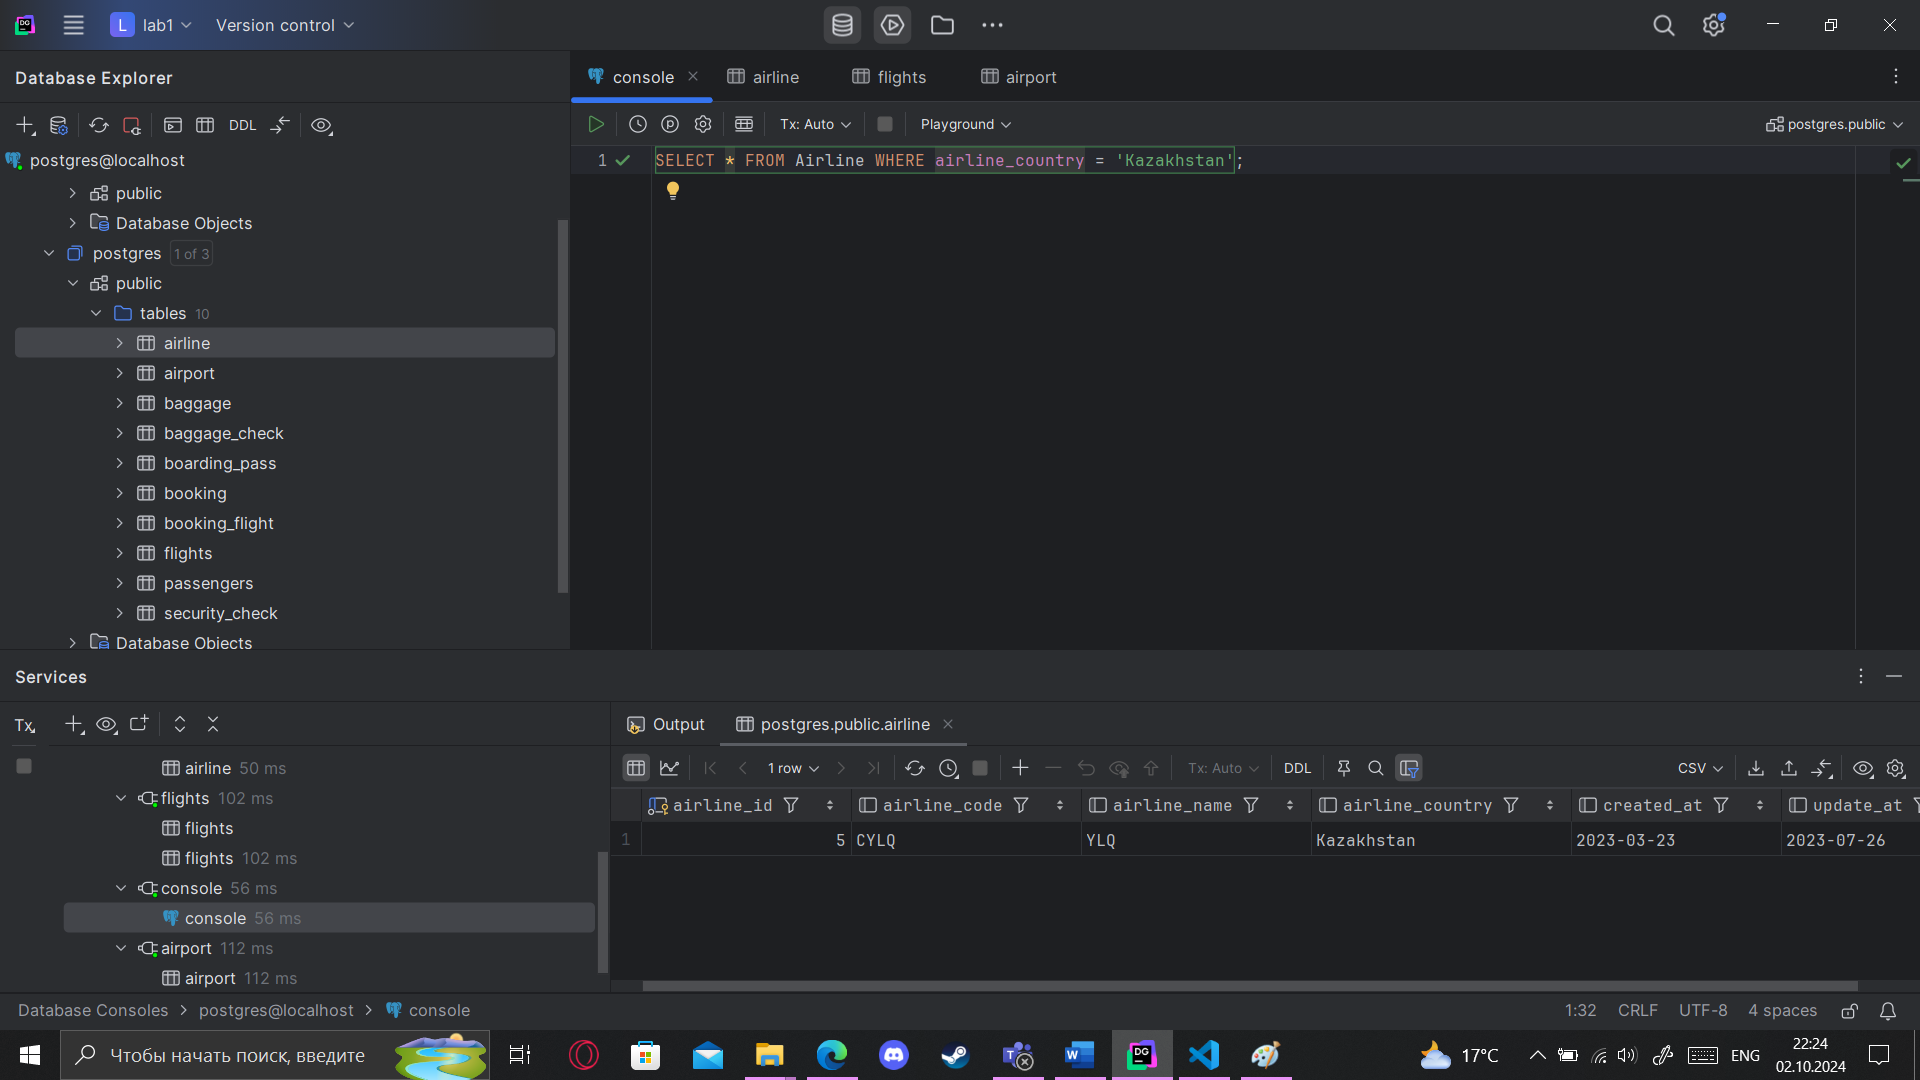 lab1
Version control
Database Explorer
DDL
postgres@localhost
public
Database Objects
postgres 1 of 3
public
tables 10
airline
airport
baggage
baggage_check
boarding_pass
booking
booking_flight
flights
passengers
security_check
Database Objects
console
airline
flights
airport
Tx: Auto
Playground
postgres.public
1
SELECT * FROM Airline WHERE airline_country = 'Kazakhstan';
Services
Tx
airline 50 ms
flights 102 ms
flights
flights 102 ms
console 56 ms
console 56 ms
airport 112 ms
airport 112 ms
Output
postgres.public.airline
1 row
Tx: Auto
DDL
CSV
airline_id airline_code airline_name airline_country created_at update_at
1 5 CYLQ YLQ Kazakhstan 2023-03-23 2023-07-26
Database Consoles > postgres@localhost > console
1:32 CRLF UTF-8 4 spaces
Чтобы начать поиск, введите
17°C
ENG
22:24
02.10.2024